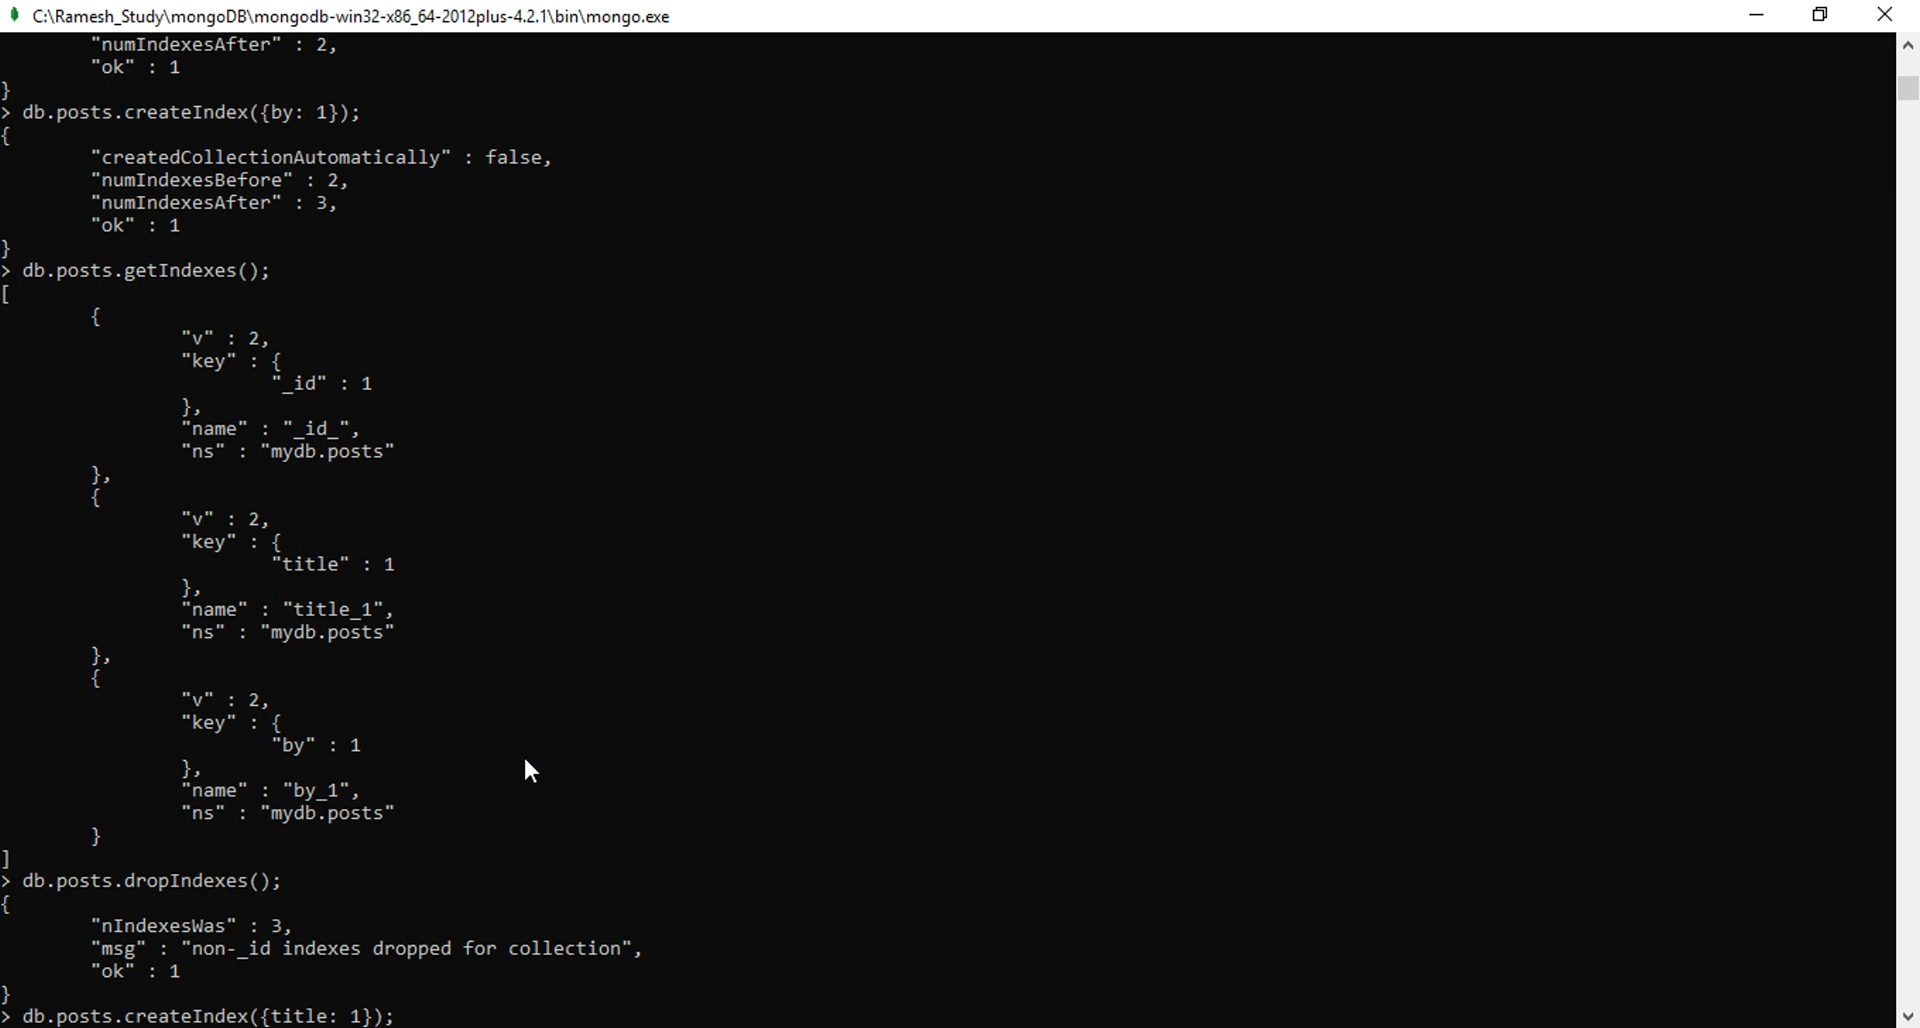 C:\Ramesh_Study\mongoDB\mongodb-win32-x86_64-2012plus-4.2.1\bin\mongo.exe
"numIndexesAfter" : 2,
"ok" : 1
}
> db.posts.createIndex({by: 1});
{
"createdCollectionAutomatically" : false,
"numIndexesBefore" : 2,
"numIndexesAfter" : 3,
"ok" : 1
}
> db.posts.getIndexes();
[
{
"v" : 2,
"key" : {
"_id" : 1
},
"name" : "_id_",
"ns" : "mydb.posts"
},
{
"v" : 2,
"key" : {
"title" : 1
},
"name" : "title_1",
"ns" : "mydb.posts"
},
{
"v" : 2,
"key" : {
"by" : 1
},
"name" : "by_1",
"ns" : "mydb.posts"
}
]
> db.posts.dropIndexes();
{
"nIndexesWas" : 3,
"msg" : "non-_id indexes dropped for collection",
"ok" : 1
}
> db.posts.createIndex({title: 1});